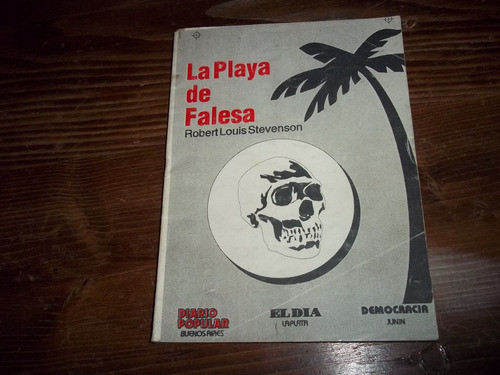 La Playa
de
Falesa
Robert Louis Stevenson
DIARIO
POPULAR
BUENOS AIRES
EL DIA
LA PLATA
DEMOCRACIA
JUNIN